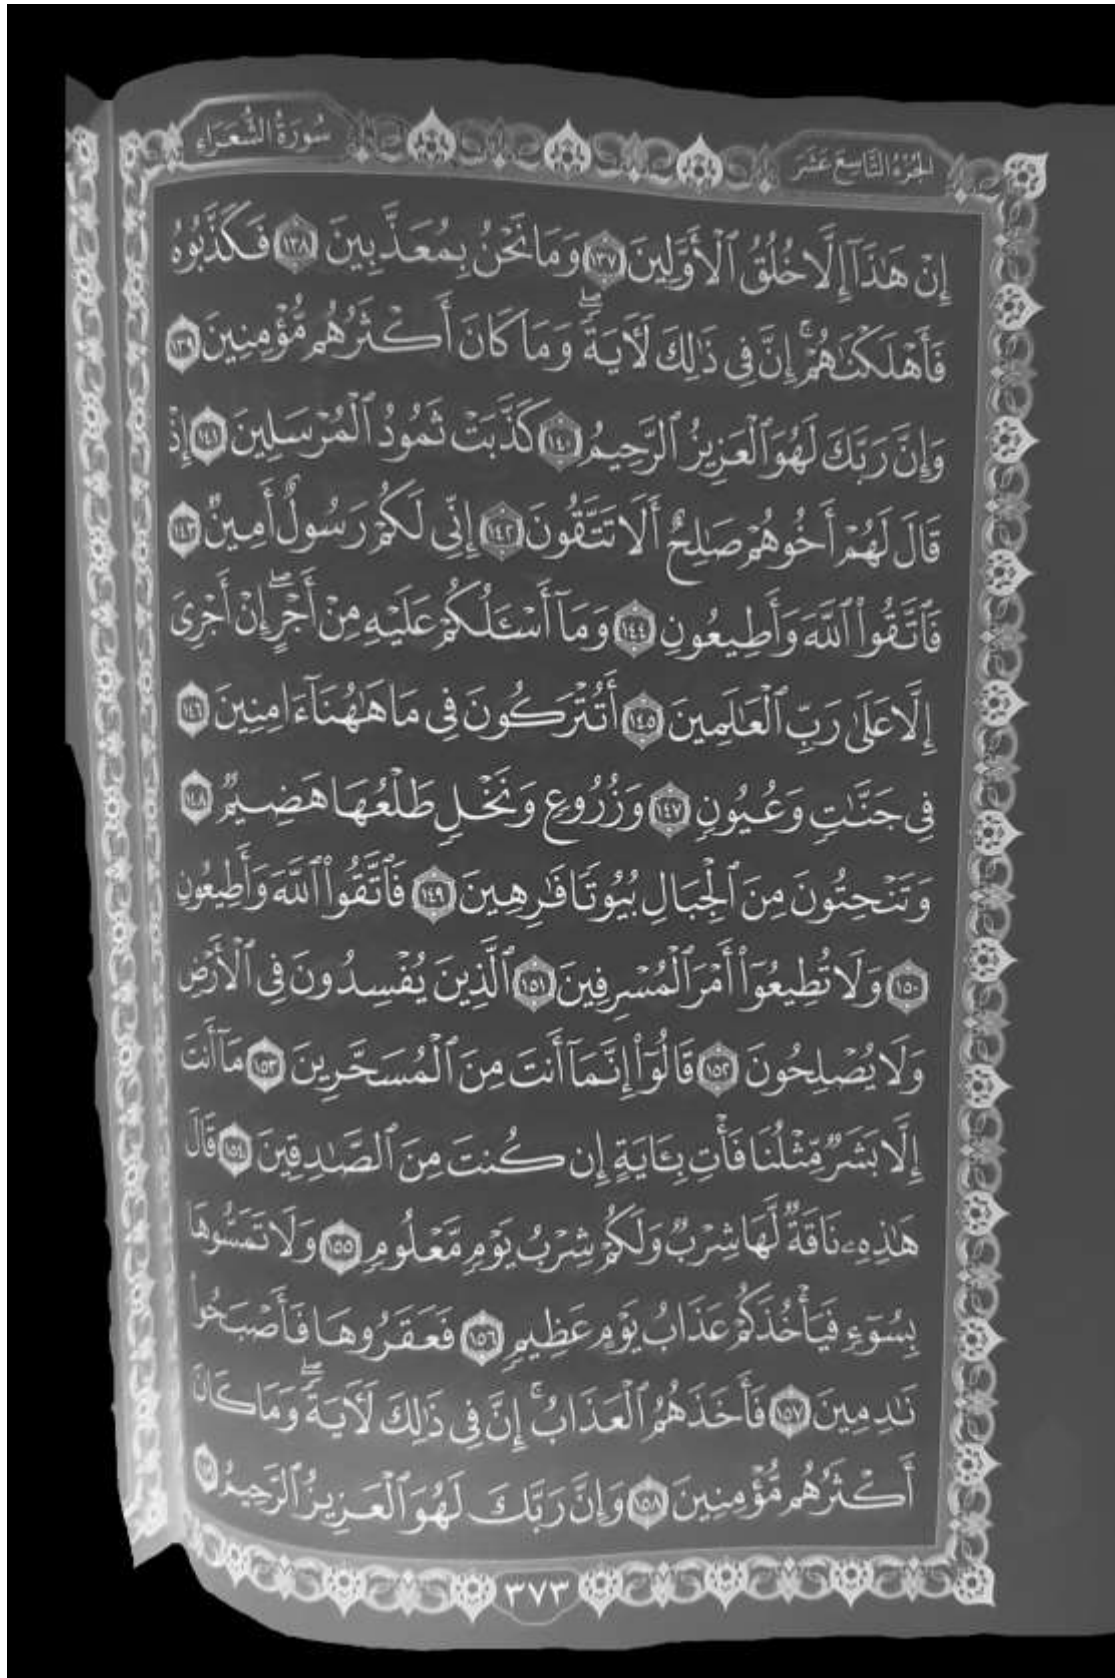 الجزء التاسع عشر
سورة الشعراء
إِنْ هَٰذَآ إِلَّا خُلُقُ ٱلْأَوَّلِينَ ١٣٧ وَمَا نَحْنُ بِمُعَذَّبِينَ ١٣٨ فَكَذَّبُوهُ
فَأَهْلَكْنَٰهُمْ ۚ إِنَّ فِى ذَٰلِكَ لَءَايَةً ۖ وَمَا كَانَ أَكْثَرُهُم مُّؤْمِنِينَ ١٣٩
وَإِنَّ رَبَّكَ لَهُوَ ٱلْعَزِيزُ ٱلرَّحِيمُ ١٤٠ كَذَّبَتْ ثَمُودُ ٱلْمُرْسَلِينَ ١٤١ إِذْ
قَالَ لَهُمْ أَخُوهُمْ صَٰلِحٌ أَلَا تَتَّقُونَ ١٤٢ إِنِّى لَكُمْ رَسُولٌ أَمِينٌ ١٤٣
فَٱتَّقُوا۟ ٱللَّهَ وَأَطِيعُونِ ١٤٤ وَمَآ أَسْـَٔلُكُمْ عَلَيْهِ مِنْ أَجْرٍ ۖ إِنْ أَجْرِىَ
إِلَّا عَلَىٰ رَبِّ ٱلْعَٰلَمِينَ ١٤٥ أَتُتْرَكُونَ فِى مَا هَٰهُنَآ ءَامِنِينَ ١٤٦
فِى جَنَّٰتٍ وَعُيُونٍ ١٤٧ وَزُرُوعٍ وَنَخْلٍ طَلْعُهَا هَضِيمٌ ١٤٨
وَتَنْحِتُونَ مِنَ ٱلْجِبَالِ بُيُوتًا فَٰرِهِينَ ١٤٩ فَٱتَّقُوا۟ ٱللَّهَ وَأَطِيعُونِ
١٥٠ وَلَا تُطِيعُوٓا۟ أَمْرَ ٱلْمُسْرِفِينَ ١٥١ ٱلَّذِينَ يُفْسِدُونَ فِى ٱلْأَرْضِ
وَلَا يُصْلِحُونَ ١٥٢ قَالُوٓا۟ إِنَّمَآ أَنتَ مِنَ ٱلْمُسَحَّرِينَ ١٥٣ مَآ أَنتَ
إِلَّا بَشَرٌ مِّثْلُنَا فَأْتِ بِـَٔايَةٍ إِن كُنتَ مِنَ ٱلصَّٰدِقِينَ ١٥٤ قَالَ
هَٰذِهِۦ نَاقَةٌ لَّهَا شِرْبٌ وَلَكُمْ شِرْبُ يَوْمٍ مَّعْلُومٍ ١٥٥ وَلَا تَمَسُّوهَا
بِسُوٓءٍ فَيَأْخُذَكُمْ عَذَابُ يَوْمٍ عَظِيمٍ ١٥٦ فَعَقَرُوهَا فَأَصْبَحُوا۟
نَٰدِمِينَ ١٥٧ فَأَخَذَهُمُ ٱلْعَذَابُ ۚ إِنَّ فِى ذَٰلِكَ لَءَايَةً ۖ وَمَا كَانَ
أَكْثَرُهُم مُّؤْمِنِينَ ١٥٨ وَإِنَّ رَبَّكَ لَهُوَ ٱلْعَزِيزُ ٱلرَّحِيمُ
٣٧٣